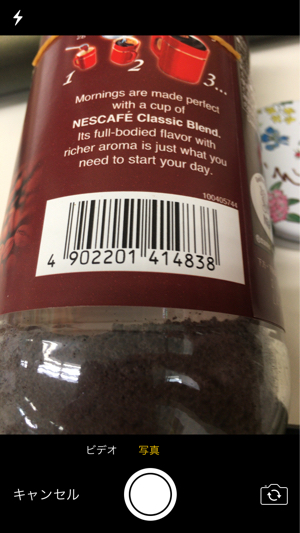 1 2 3...
Mornings are made perfect
with a cup of
NESCAFÉ Classic Blend.
Its full-bodied flavor with
richer aroma is just what you
need to start your day.
100405744
4 902201 414838
ビデオ 写真
キャンセル